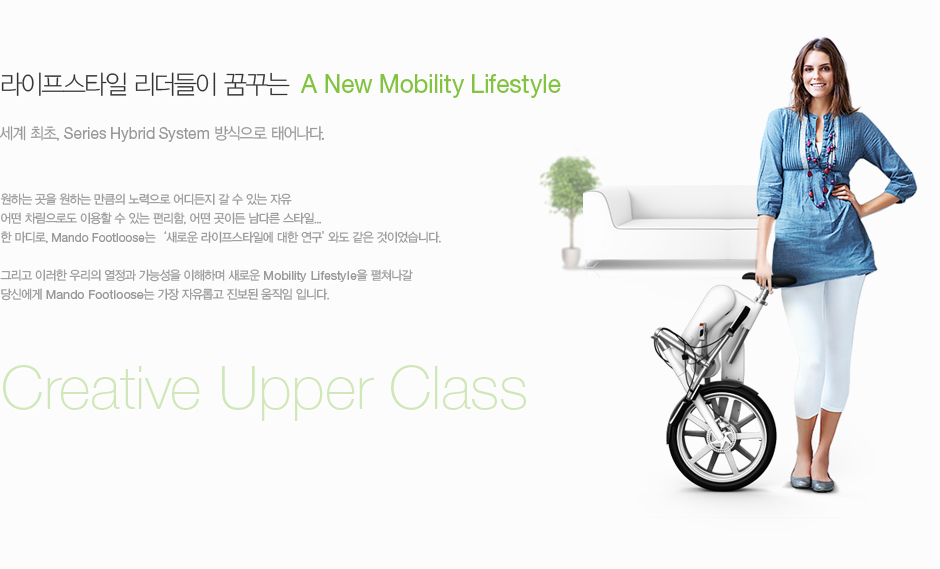 라이프스타일 리더들이 꿈꾸는 A New Mobility Lifestyle
세계 최초, Series Hybrid System 방식으로 태어나다.
원하는 곳을 원하는 만큼의 노력으로 어디든지 갈 수 있는 자유
어떤 차림으로도 이용할 수 있는 편리함, 어떤 곳이든 남다른 스타일...
한 마디로, Mando Footloose는 ‘새로운 라이프스타일에 대한 연구’ 와도 같은 것이었습니다.
그리고 이러한 우리의 열정과 가능성을 이해하며 새로운 Mobility Lifestyle을 펼쳐나갈
당신에게 Mando Footloose는 가장 자유롭고 진보된 움직임 입니다.
Creative Upper Class